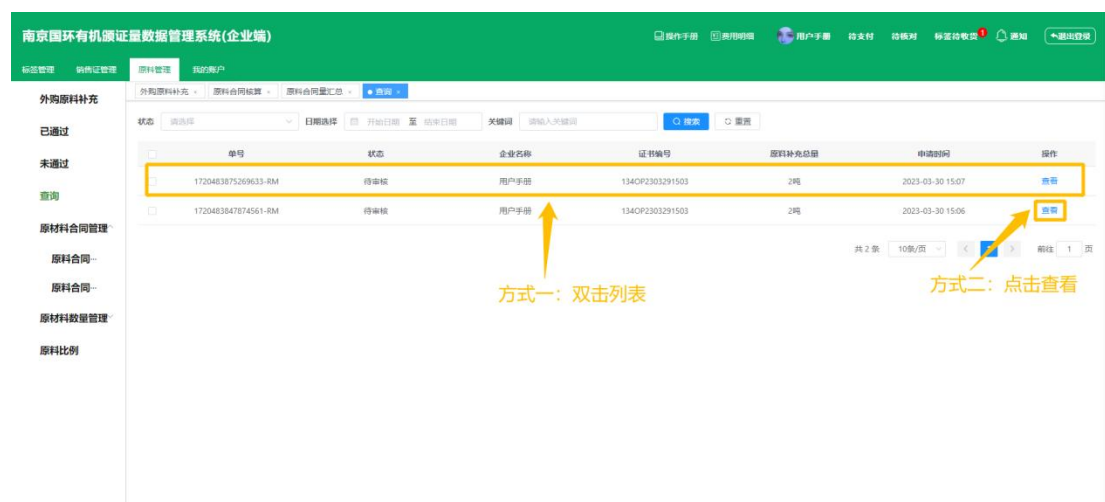 南京国环有机颁证量数据管理系统(企业端)
操作手册 费用明细 用户手册 待支付 待核对 标签待收货 1 通知 退出登录
标签管理 销售证管理 原料管理 我的账户
外购原料补充 原料合同核算 原料合同量汇总 查询
外购原料补充
已通过
未通过
查询
原材料合同管理
原料合同…
原料合同…
原材料数量管理
原料比例
状态 请选择 日期选择 开始日期 至 结束日期 关键词 请输入关键词 搜索 重置
单号 状态 企业名称 证书编号 原料补充总量 申请时间 操作
1720483875269633-RM 待审核 用户手册 134OP2303291503 2吨 2023-03-30 15:07 查看
1720483847874561-RM 待审核 用户手册 134OP2303291503 2吨 2023-03-30 15:06 查看
共 2 条 10条/页 前往 1 页
方式一：双击列表
方式二：点击查看